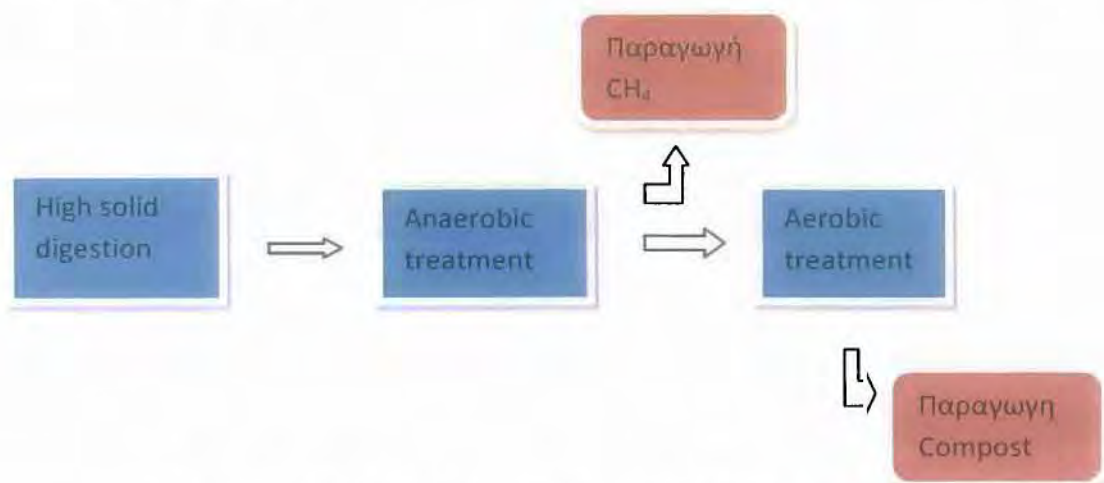 Παραγωγή
CH₄
High solid
digestion
Anaerobic
treatment
Aerobic
treatment
Παραγωγη
Compost